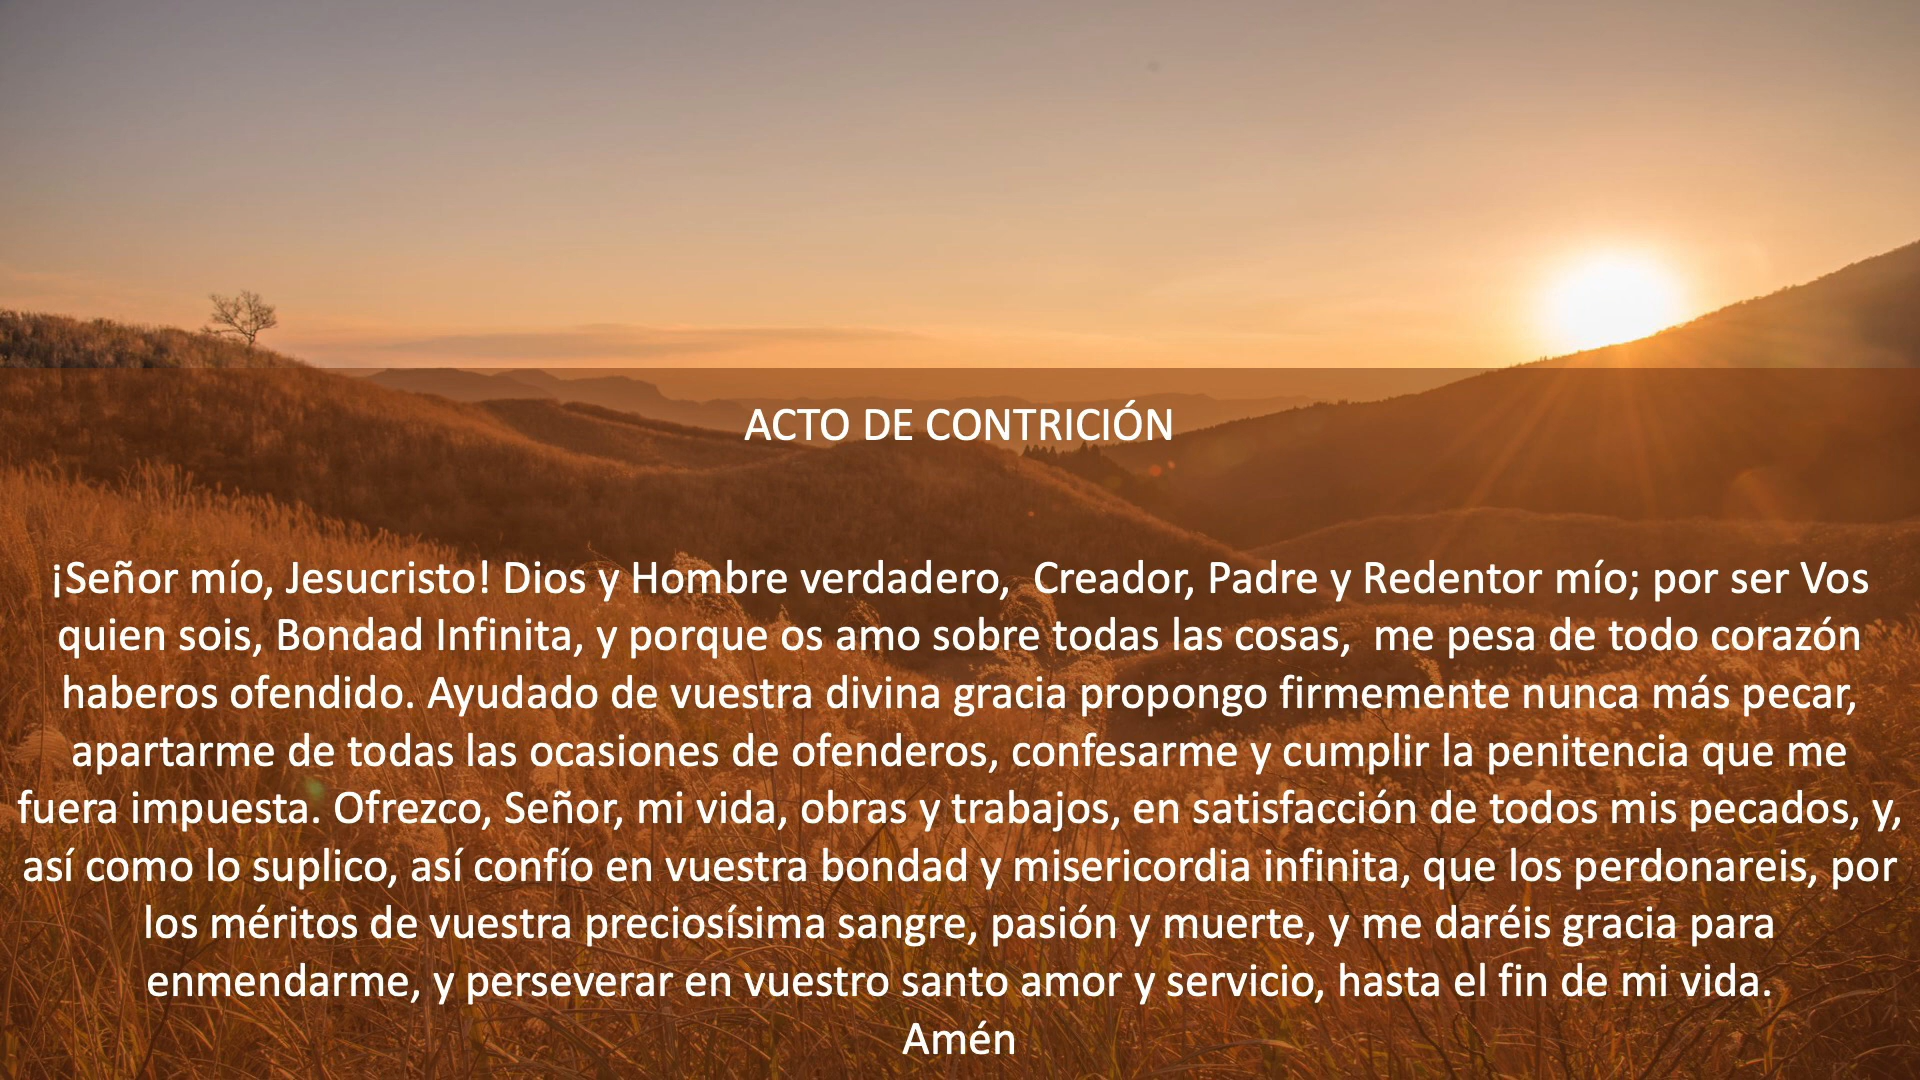 ACTO DE CONTRICIÓN
¡Señor mío, Jesucristo! Dios y Hombre verdadero,  Creador, Padre y Redentor mío; por ser Vos
quien sois, Bondad Infinita, y porque os amo sobre todas las cosas,  me pesa de todo corazón
haberos ofendido. Ayudado de vuestra divina gracia propongo firmemente nunca más pecar,
apartarme de todas las ocasiones de ofenderos, confesarme y cumplir la penitencia que me
fuera impuesta. Ofrezco, Señor, mi vida, obras y trabajos, en satisfacción de todos mis pecados, y,
así como lo suplico, así confío en vuestra bondad y misericordia infinita, que los perdonareis, por
los méritos de vuestra preciosísima sangre, pasión y muerte, y me daréis gracia para
enmendarme, y perseverar en vuestro santo amor y servicio, hasta el fin de mi vida.
Amén